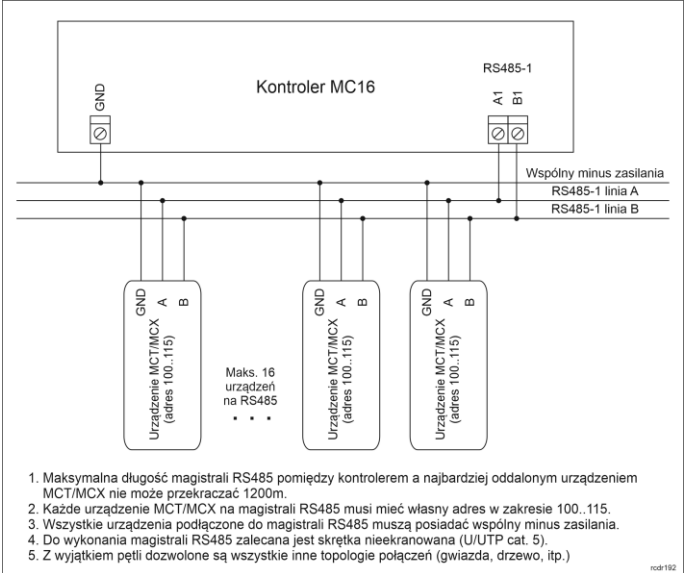 Kontroler MC16
RS485-1
GND
A1
B1
Wspólny minus zasilania
RS485-1 linia A
RS485-1 linia B
GND
A
B
Urządzenie MCT/MCX
(adres 100..115)
Maks. 16
urządzeń
na RS485
. . .
GND
A
B
Urządzenie MCT/MCX
(adres 100..115)
GND
A
B
Urządzenie MCT/MCX
(adres 100..115)
1. Maksymalna długość magistrali RS485 pomiędzy kontrolerem a najbardziej oddalonym urządzeniem
MCT/MCX nie może przekraczać 1200m.
2. Każde urządzenie MCT/MCX na magistrali RS485 musi mieć własny adres w zakresie 100..115.
3. Wszystkie urządzenia podłączone do magistrali RS485 muszą posiadać wspólny minus zasilania.
4. Do wykonania magistrali RS485 zalecana jest skrętka nieekranowana (U/UTP cat. 5).
5. Z wyjątkiem pętli dozwolone są wszystkie inne topologie połączeń (gwiazda, drzewo, itp.)
rcdr192